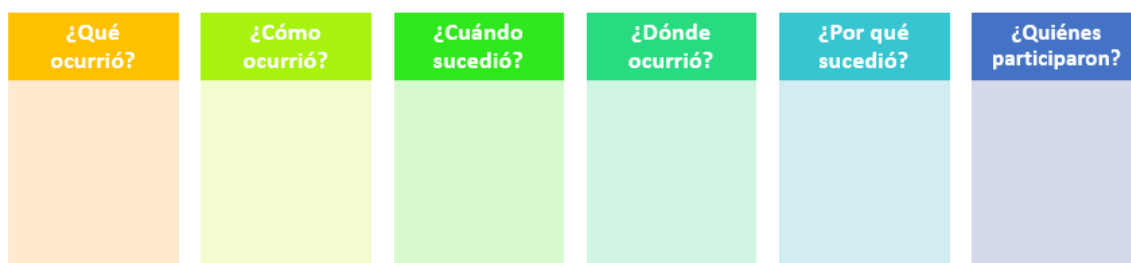 ¿Qué
ocurrió?
¿Cómo
ocurrió?
¿Cuándo
sucedió?
¿Dónde
ocurrió?
¿Por qué
sucedió?
¿Quiénes
participaron?